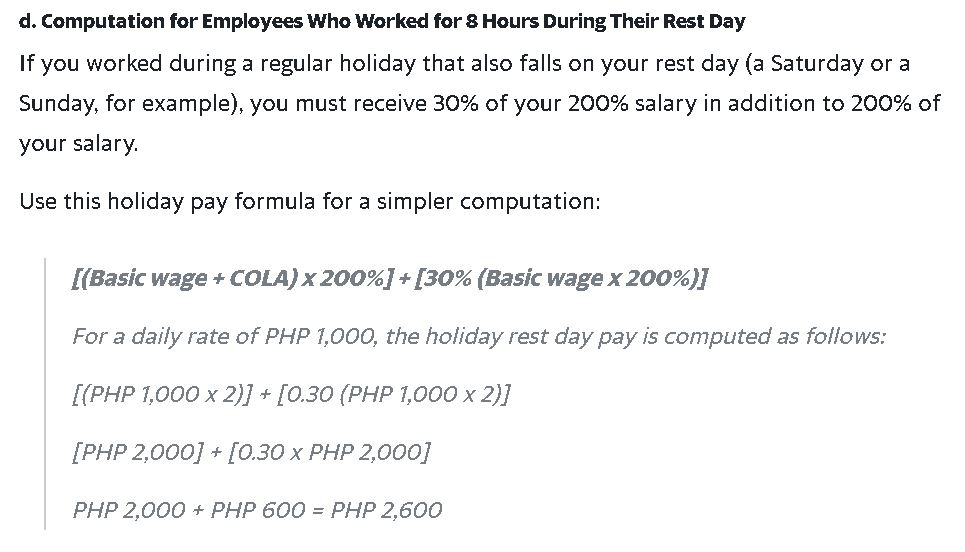 d. Computation for Employees Who Worked for 8 Hours During Their Rest Day
If you worked during a regular holiday that also falls on your rest day (a Saturday or a
Sunday, for example), you must receive 30% of your 200% salary in addition to 200% of
your salary.
Use this holiday pay formula for a simpler computation:
[(Basic wage + COLA) x 200%] + [30% (Basic wage x 200%)]
For a daily rate of PHP 1,000, the holiday rest day pay is computed as follows:
[(PHP 1,000 x 2)] + [0.30 (PHP 1,000 x 2)]
[PHP 2,000] + [0.30 x PHP 2,000]
PHP 2,000 + PHP 600 = PHP 2,600